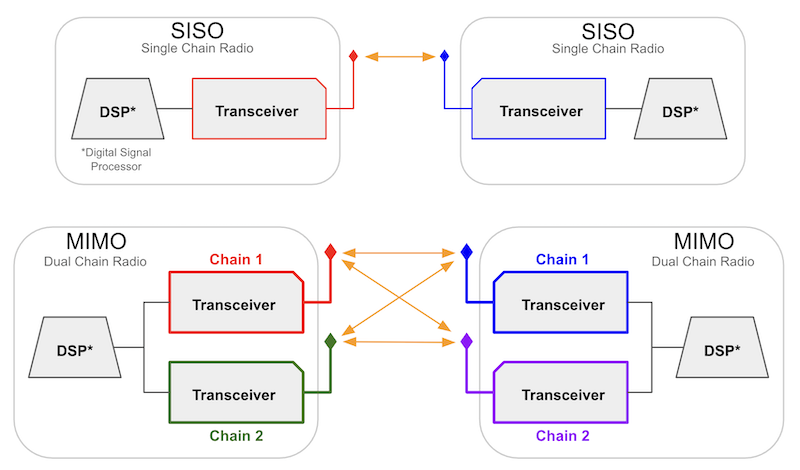 SISO
Single Chain Radio
DSP*
Transceiver
*Digital Signal
Processor
SISO
Single Chain Radio
Transceiver
DSP*
MIMO
Dual Chain Radio
Chain 1
Transceiver
DSP*
Transceiver
Chain 2
MIMO
Dual Chain Radio
Chain 1
Transceiver
DSP*
Transceiver
Chain 2